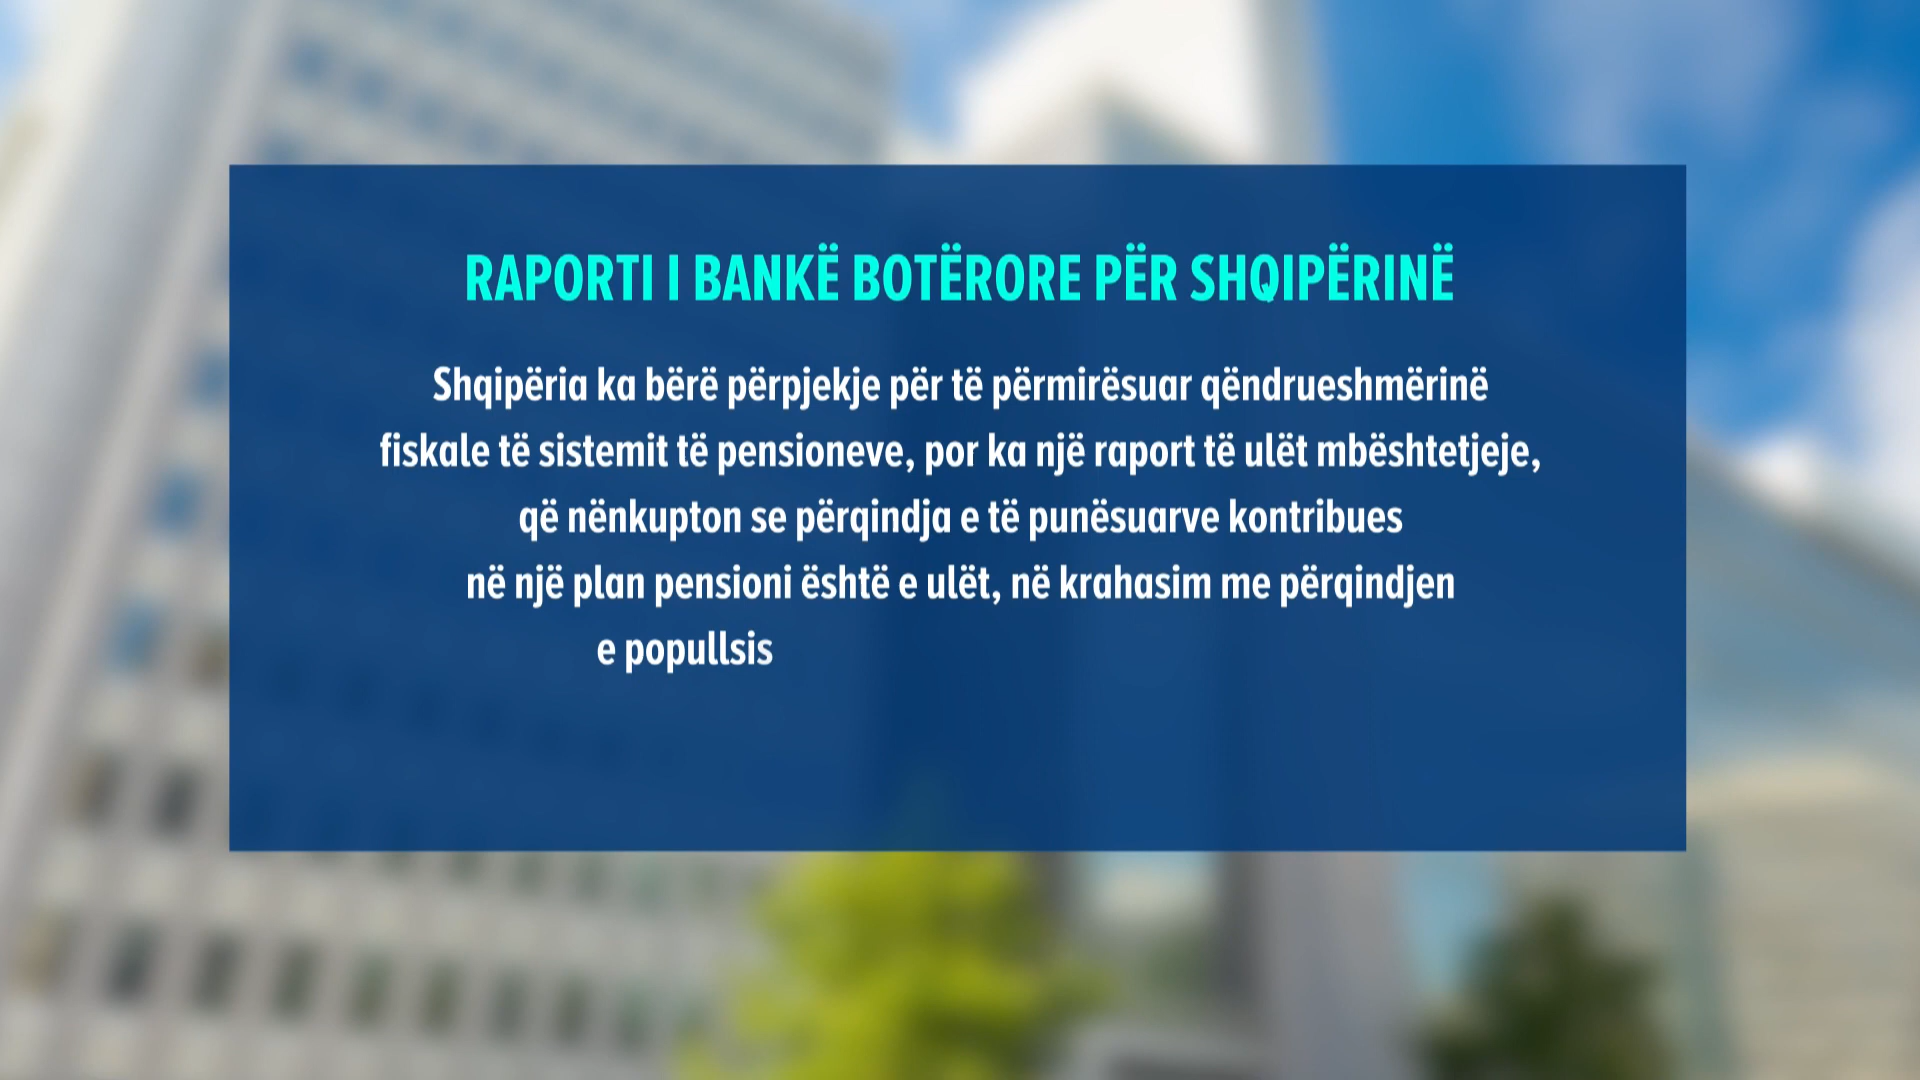 RAPORTI I BANKË BOTËRORE PËR SHQIPËRINË
Shqipëria ka bërë përpjekje për të përmirësuar qëndrueshmërinë
fiskale të sistemit të pensioneve, por ka një raport të ulët mbështetjeje,
që nënkupton se përqindja e të punësuarve kontribues
në një plan pensioni është e ulët, në krahasim me përqindjen
e popullsis